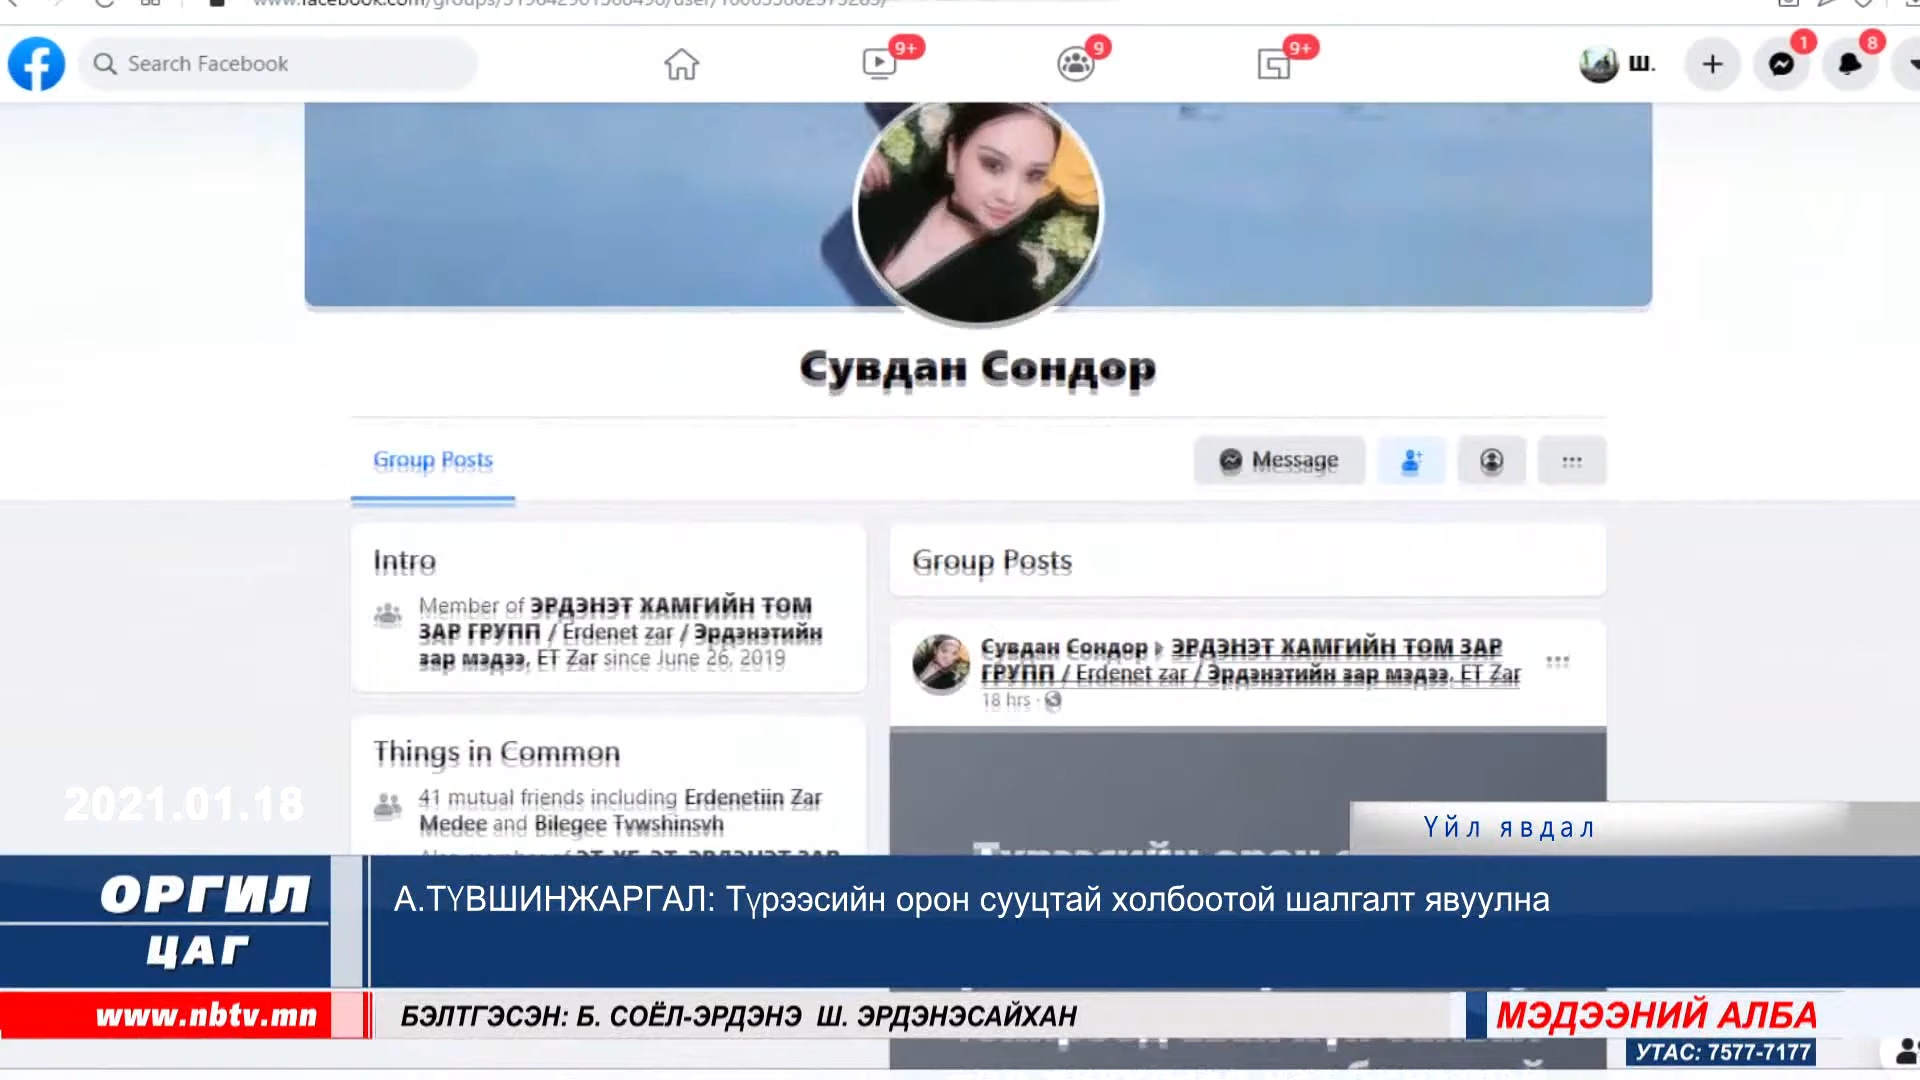 Search Facebook
9+
9
9+
Ш.
1
8
Сувдан Сондор
Group Posts
Message
Intro
Member of ЭРДЭНЭТ ХАМГИЙН ТОМ
ЗАР ГРУПП / Erdenet zar / Эрдэнэтийн
зар мэдээ, ET Zar since June 26, 2019
Group Posts
Сувдан Сондор ▸ ЭРДЭНЭТ ХАМГИЙН ТОМ ЗАР
ГРУПП / Erdenet zar / Эрдэнэтийн зар мэдээ, ET Zar
18 hrs ·
Things in Common
41 mutual friends including Erdenetiin Zar
Medee and Bilegee Tvwshinsvh
2021.01.18
Үйл явдал
ОРГИЛ
ЦАГ
А.ТҮВШИНЖАРГАЛ: Түрээсийн орон сууцтай холбоотой шалгалт явуулна
www.nbtv.mn
БЭЛТГЭСЭН: Б. СОЁЛ-ЭРДЭНЭ Ш. ЭРДЭНЭСАЙХАН
МЭДЭЭНИЙ АЛБА
УТАС: 7577-7177